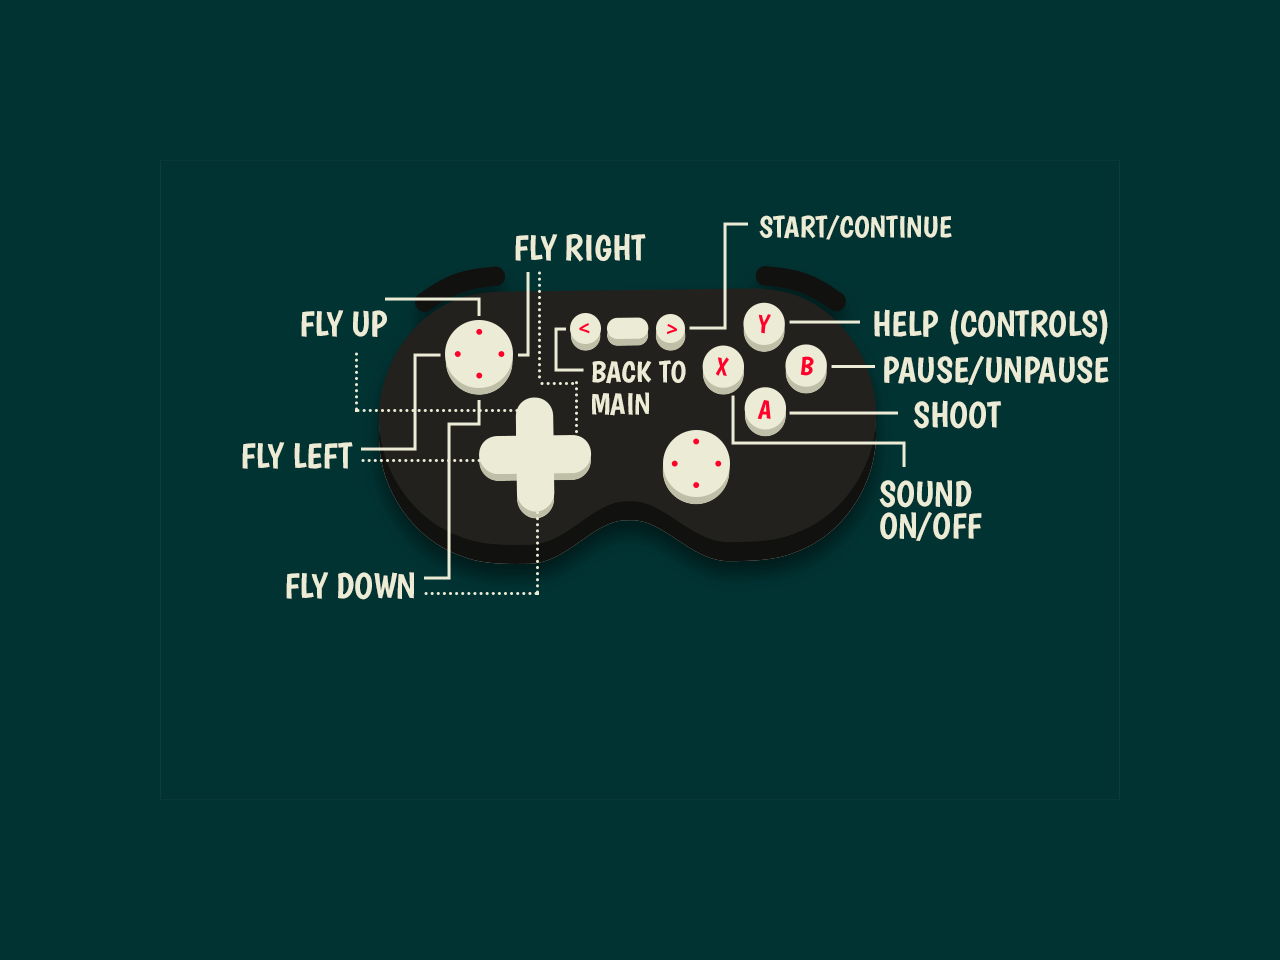 START/CONTINUE
FLY RIGHT
FLY UP
<
>
Y
HELP (CONTROLS)
BACK TO
MAIN
X
B
PAUSE/UNPAUSE
A
SHOOT
FLY LEFT
SOUND
ON/OFF
FLY DOWN